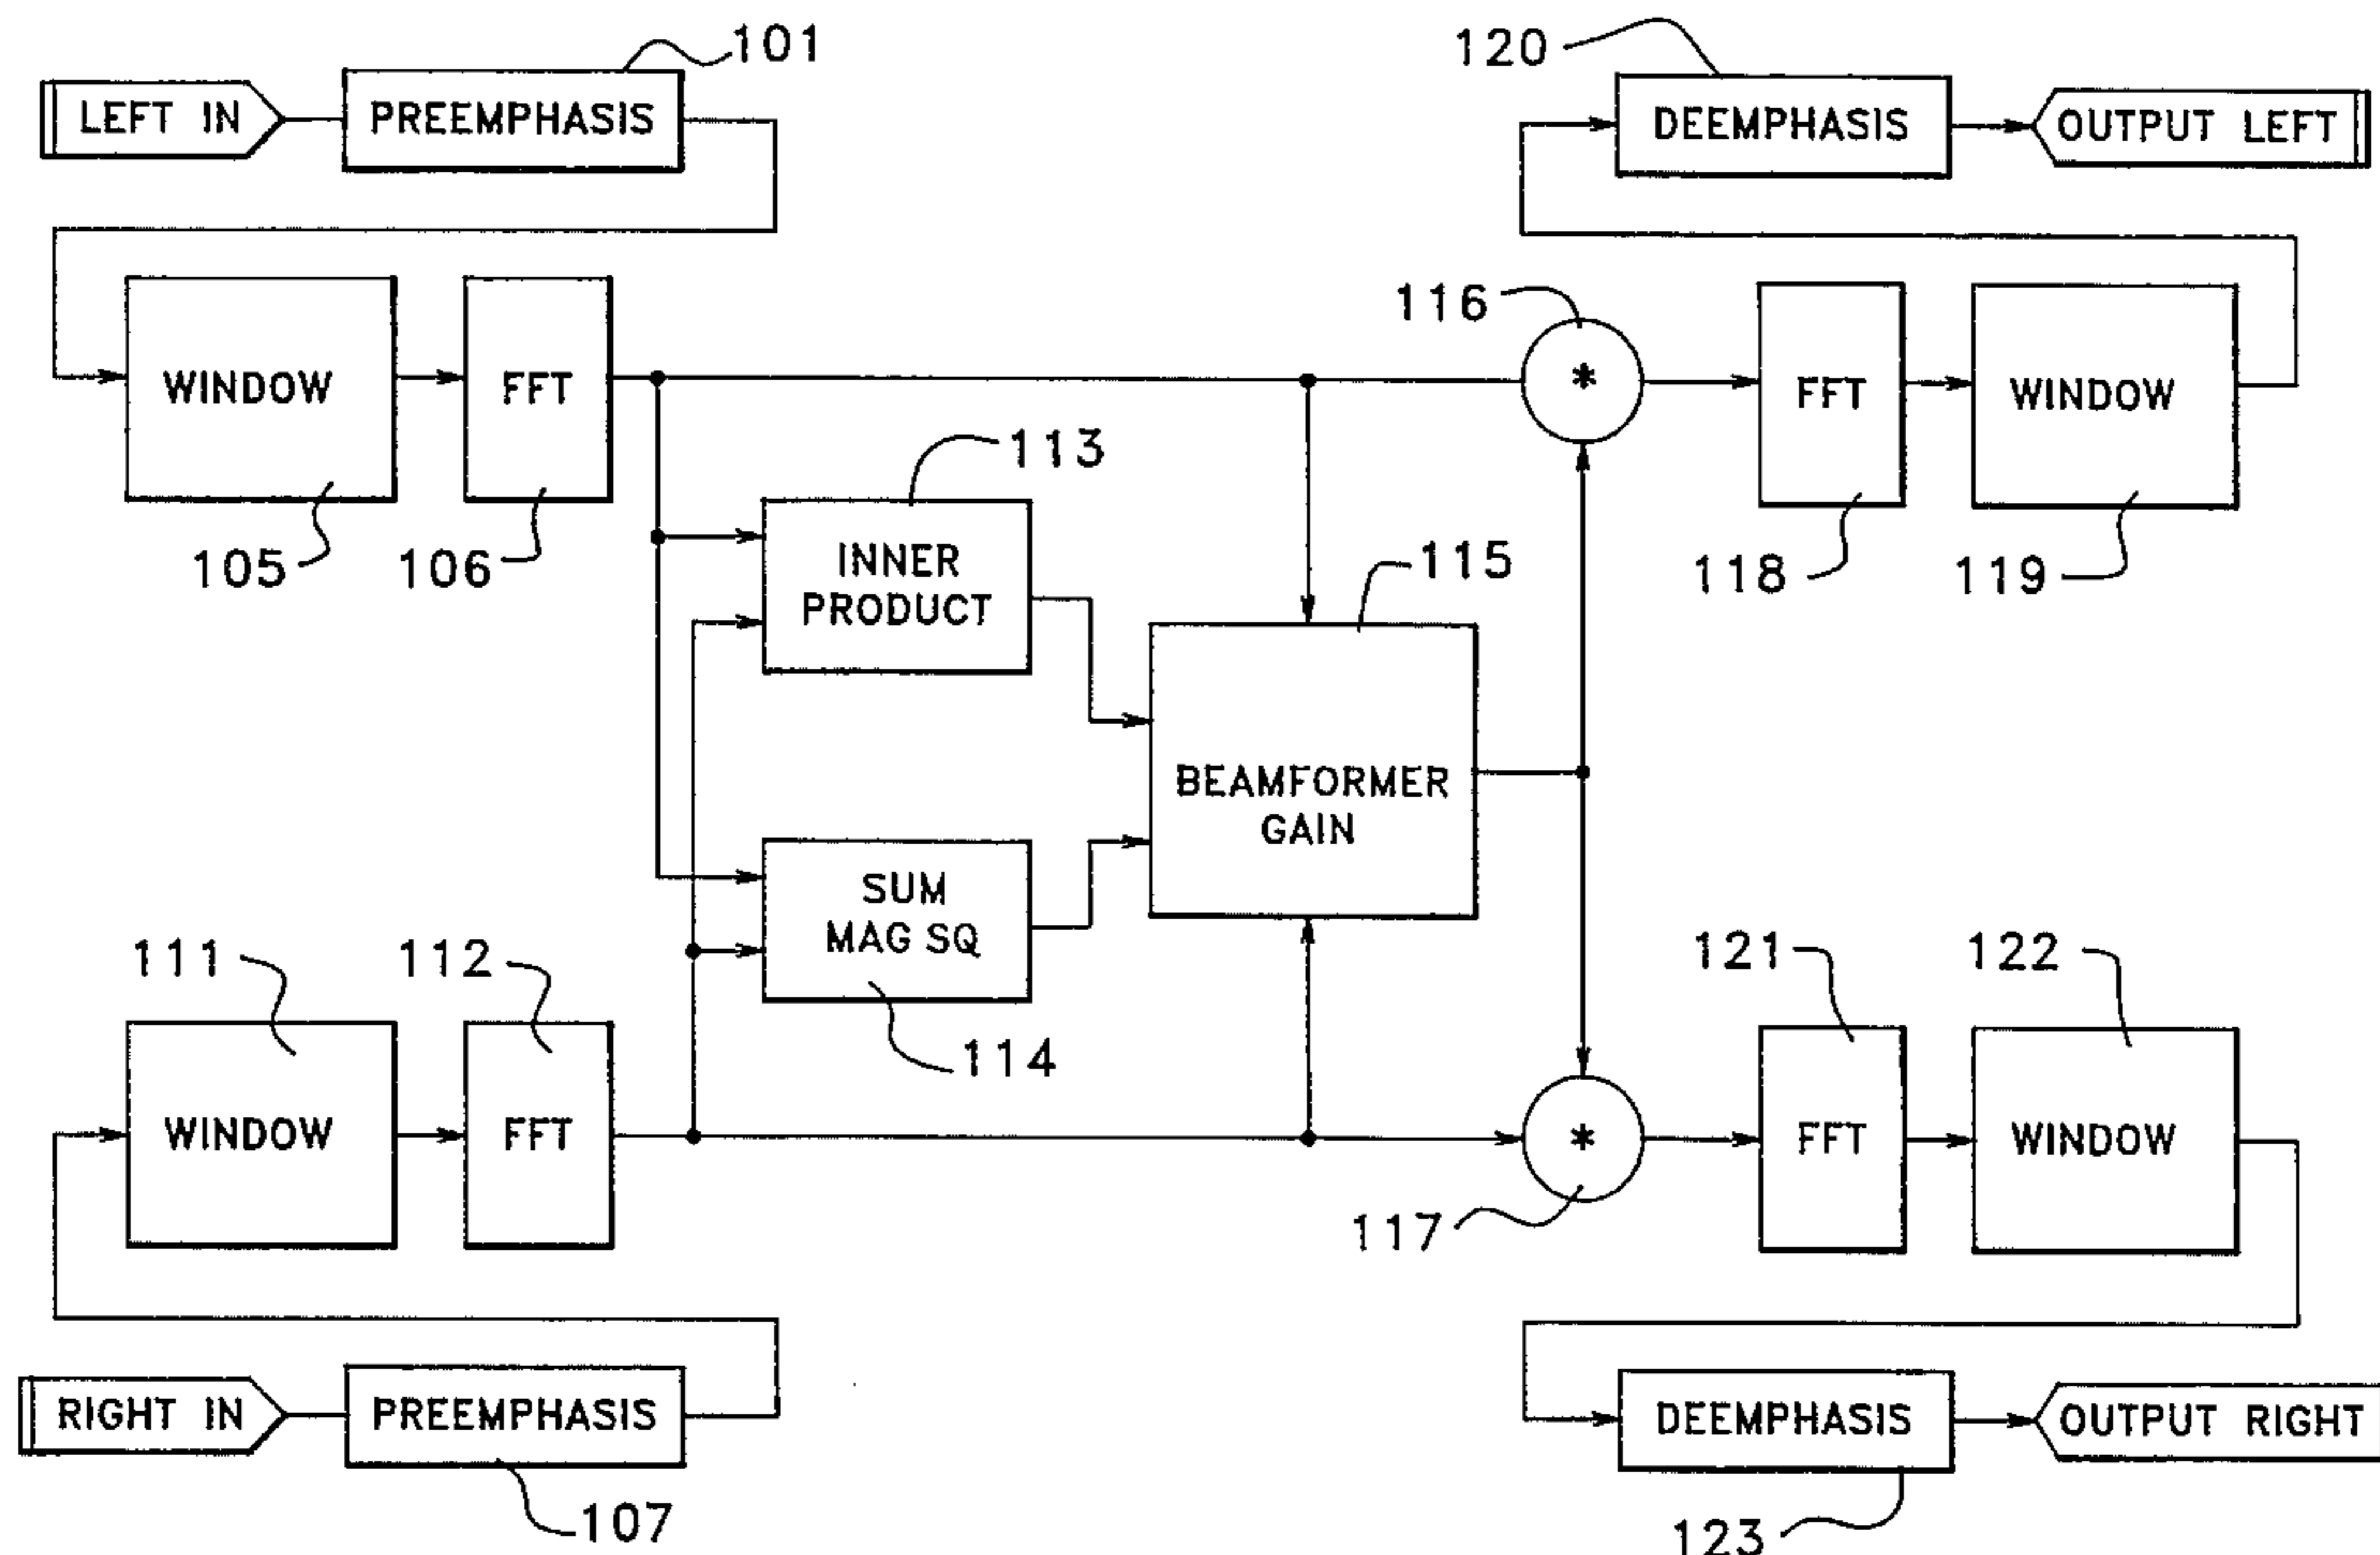 101
120
LEFT IN
PREEMPHASIS
DEEMPHASIS
OUTPUT LEFT
116
WINDOW
FFT
*
FFT
WINDOW
113
105
106
INNER
PRODUCT
115
118
119
BEAMFORMER
GAIN
SUM
MAG SQ
111
112
121
122
114
WINDOW
FFT
*
FFT
WINDOW
117
RIGHT IN
PREEMPHASIS
DEEMPHASIS
OUTPUT RIGHT
107
123